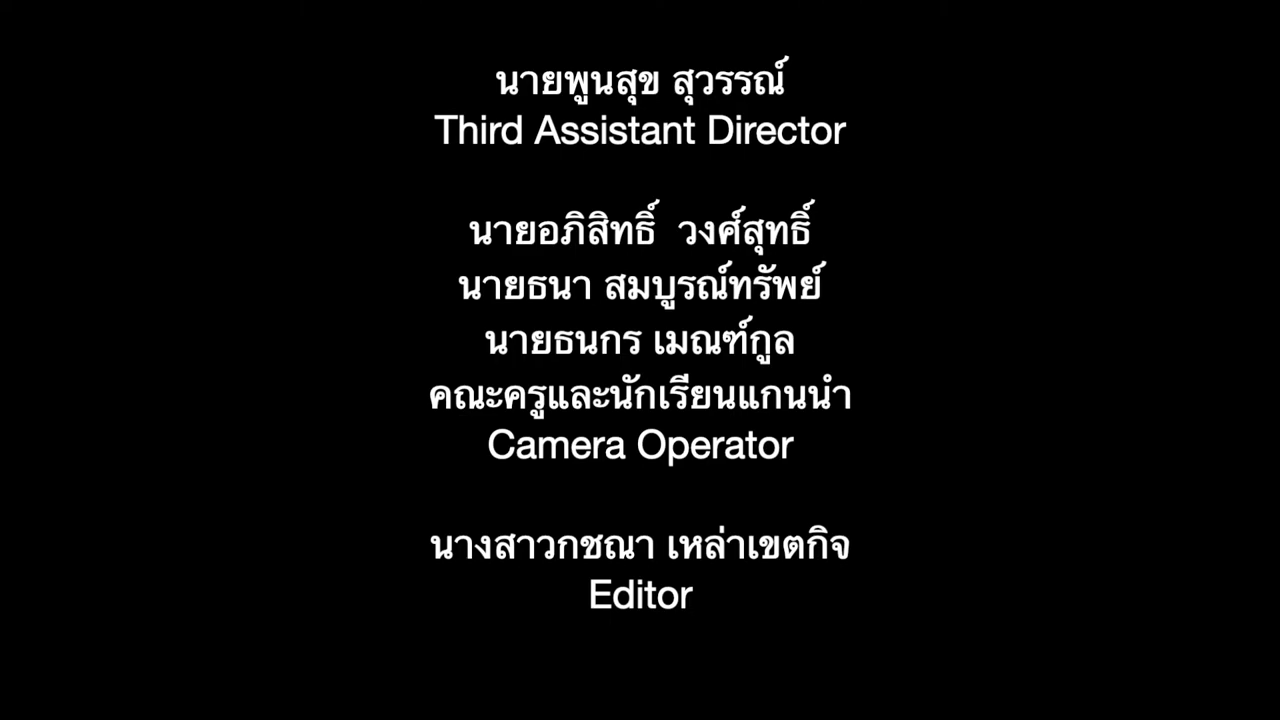 นายพูนสุข สุวรรณ์
Third Assistant Director
นายอภิสิทธิ์ วงศ์สุทธิ์
นายธนา สมบูรณ์ทรัพย์
นายธนกร เมณฑ์กูล
คณะครูและนักเรียนแกนนำ
Camera Operator
นางสาวกชณา เหล่าเขตกิจ
Editor